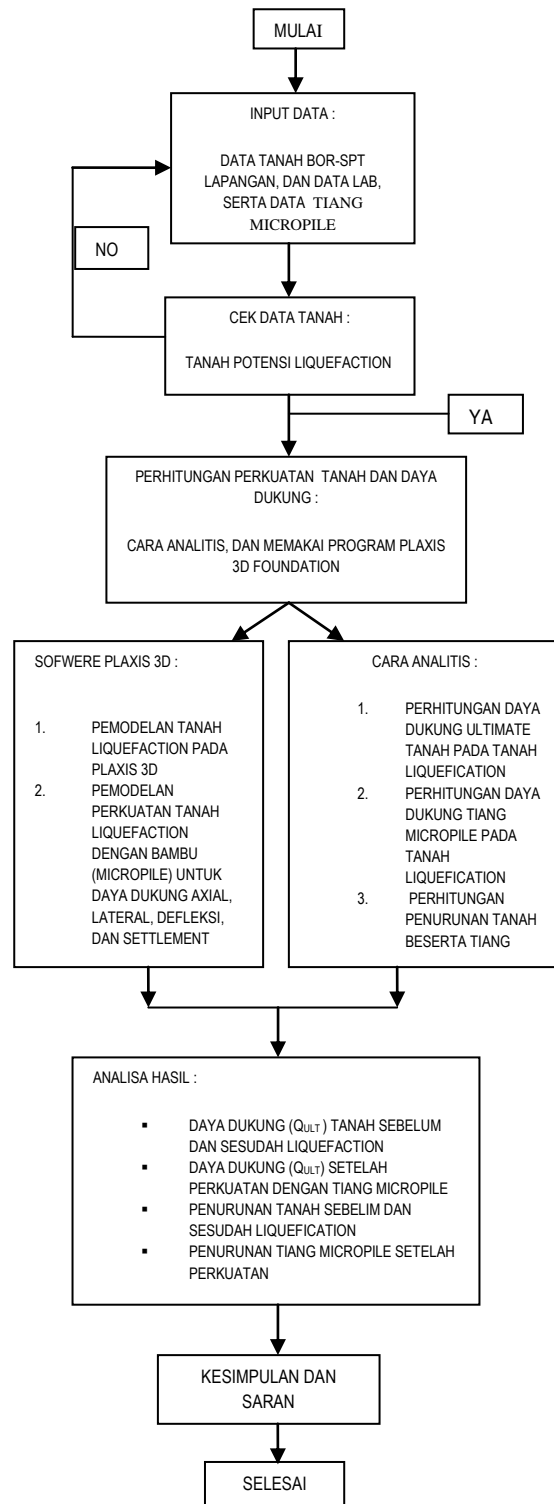 MULAI
INPUT DATA :
DATA TANAH BOR-SPT
LAPANGAN, DAN DATA LAB,
SERTA DATA TIANG
MICROPILE
NO
CEK DATA TANAH :
TANAH POTENSI LIQUEFACTION
YA
PERHITUNGAN PERKUATAN TANAH DAN DAYA
DUKUNG :
CARA ANALITIS, DAN MEMAKAI PROGRAM PLAXIS
3D FOUNDATION
SOFWERE PLAXIS 3D :
1. PEMODELAN TANAH
LIQUEFACTION PADA
PLAXIS 3D
2. PEMODELAN
PERKUATAN TANAH
LIQUEFACTION
DENGAN BAMBU
(MICROPILE) UNTUK
DAYA DUKUNG AXIAL,
LATERAL, DEFLEKSI,
DAN SETTLEMENT
CARA ANALITIS :
1. PERHITUNGAN DAYA
DUKUNG ULTIMATE
TANAH PADA TANAH
LIQUEFICATION
2. PERHITUNGAN DAYA
DUKUNG TIANG
MICROPILE PADA
TANAH
LIQUEFICATION
3. PERHITUNGAN
PENURUNAN TANAH
BESERTA TIANG
ANALISA HASIL :
▪ DAYA DUKUNG (QULT ) TANAH SEBELUM
DAN SESUDAH LIQUEFACTION
▪ DAYA DUKUNG (QULT) SETELAH
PERKUATAN DENGAN TIANG MICROPILE
▪ PENURUNAN TANAH SEBELIM DAN
SESUDAH LIQUEFICATION
▪ PENURUNAN TIANG MICROPILE SETELAH
PERKUATAN
KESIMPULAN DAN
SARAN
SELESAI